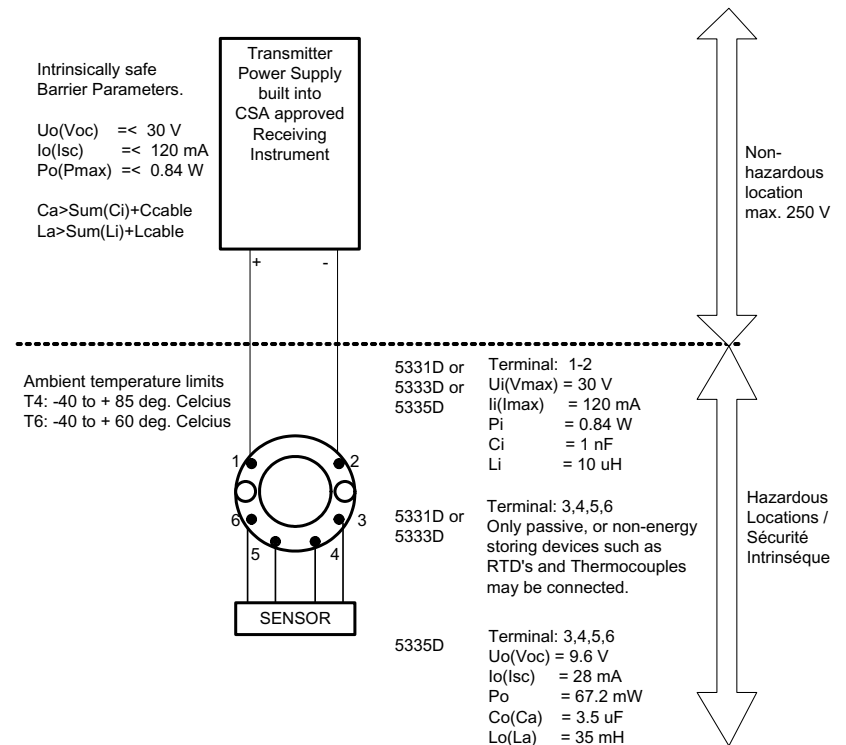 Transmitter
Power Supply
built into
CSA approved
Receiving
Instrument
Intrinsically safe
Barrier Parameters.
Uo(Voc) =< 30 V
Io(Isc) =< 120 mA
Po(Pmax) =< 0.84 W
Ca>Sum(Ci)+Ccable
La>Sum(Li)+Lcable
+ -
Non-
hazardous
location
max. 250 V
Ambient temperature limits
T4: -40 to + 85 deg. Celcius
T6: -40 to + 60 deg. Celcius
5331D or
5333D or
5335D
Terminal: 1-2
Ui(Vmax) = 30 V
Ii(Imax) = 120 mA
Pi = 0.84 W
Ci = 1 nF
Li = 10 uH
1 2
6 3
5 4
SENSOR
5331D or
5333D
Terminal: 3,4,5,6
Only passive, or non-energy
storing devices such as
RTD's and Thermocouples
may be connected.
Hazardous
Locations /
Sécurité
Intrinséque
5335D
Terminal: 3,4,5,6
Uo(Voc) = 9.6 V
Io(Isc) = 28 mA
Po = 67.2 mW
Co(Ca) = 3.5 uF
Lo(La) = 35 mH